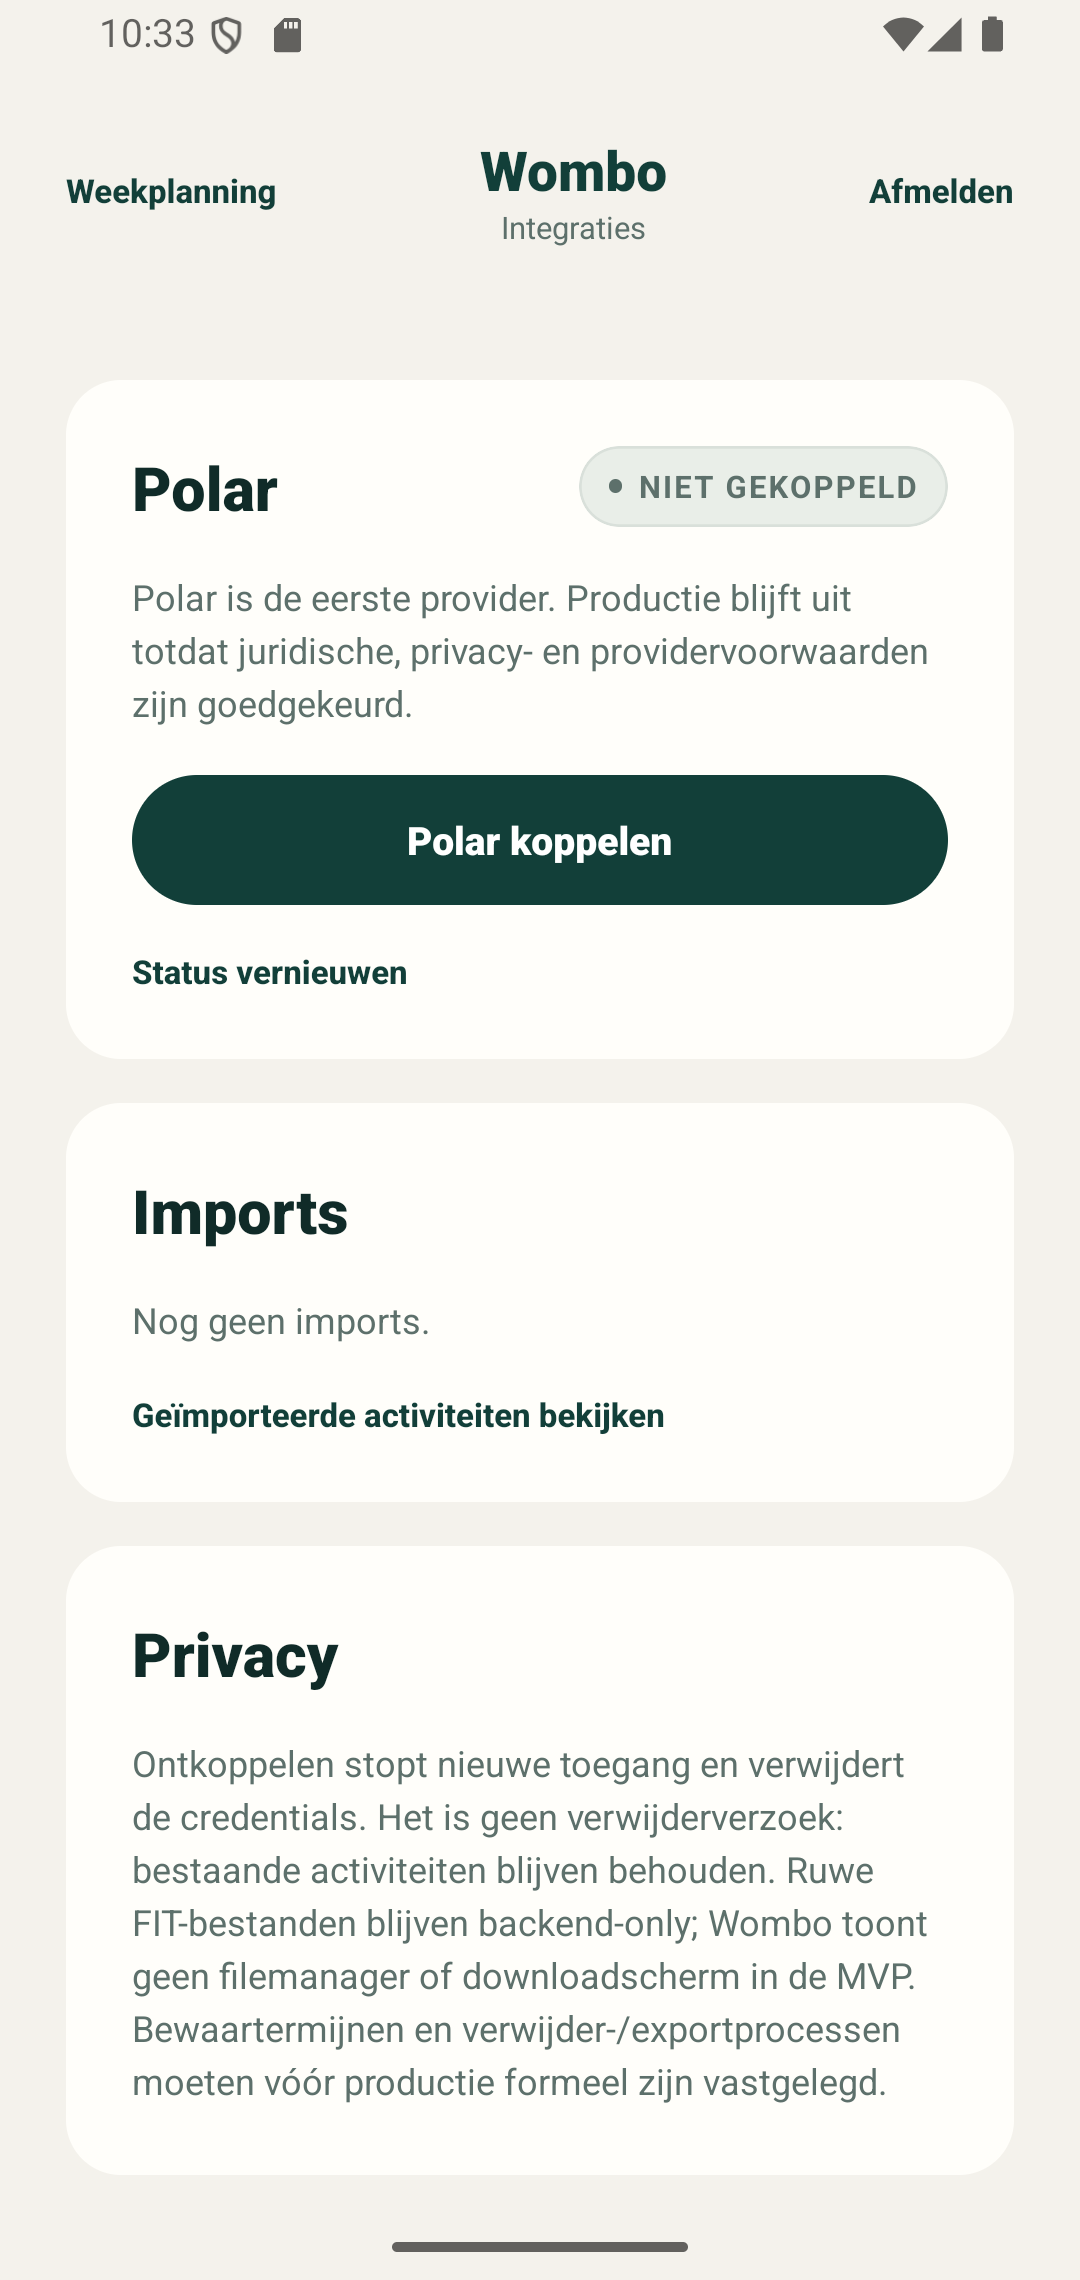 10:33
Weekplanning
Wombo
Integraties
Afmelden
Polar
NIET GEKOPPELD
Polar is de eerste provider. Productie blijft uit
totdat juridische, privacy- en providervoorwaarden
zijn goedgekeurd.
Polar koppelen
Status vernieuwen
Imports
Nog geen imports.
Geïmporteerde activiteiten bekijken
Privacy
Ontkoppelen stopt nieuwe toegang en verwijdert
de credentials. Het is geen verwijderverzoek:
bestaande activiteiten blijven behouden. Ruwe
FIT-bestanden blijven backend-only; Wombo toont
geen filemanager of downloadscherm in de MVP.
Bewaartermijnen en verwijder-/exportprocessen
moeten vóór productie formeel zijn vastgelegd.